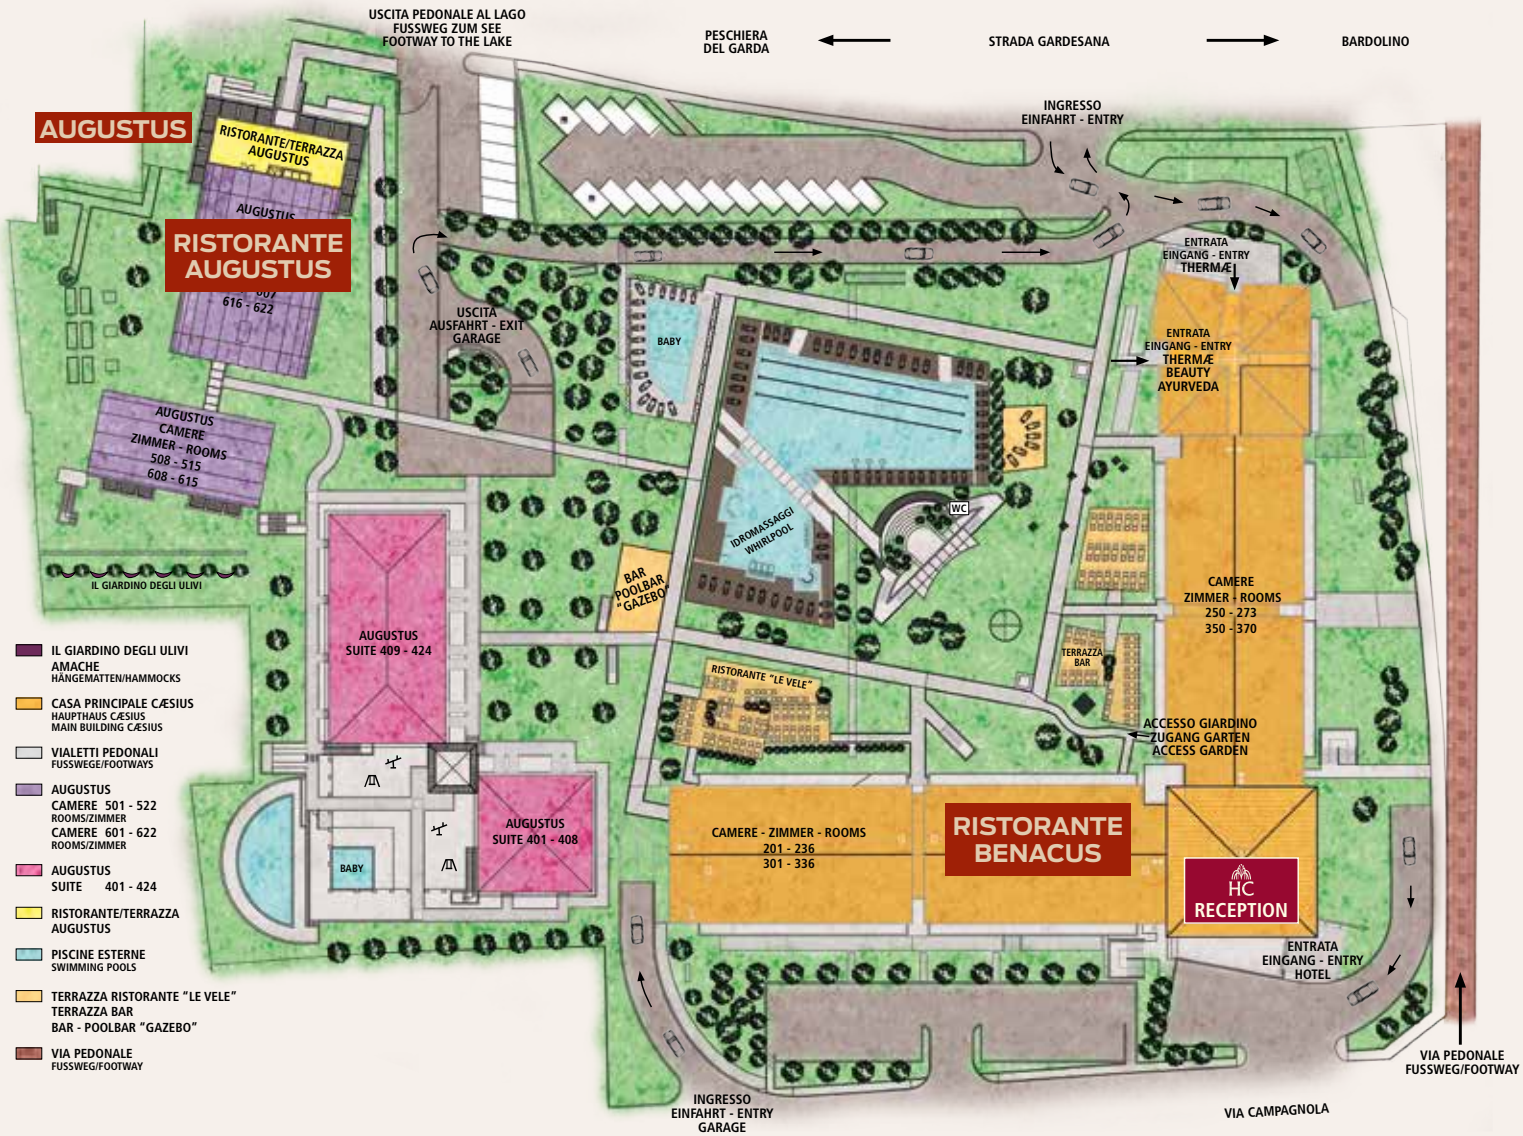 USCITA PEDONALE AL LAGO
FUSSWEG ZUM SEE
FOOTWAY TO THE LAKE
PESCHIERA
DEL GARDA
STRADA GARDESANA
BARDOLINO
INGRESSO
EINFAHRT - ENTRY
AUGUSTUS
RISTORANTE/TERRAZZA
AUGUSTUS
AUGUSTUS
RISTORANTE
AUGUSTUS
616 - 622
ENTRATA
EINGANG - ENTRY
THERMÆ
USCITA
AUSFAHRT - EXIT
GARAGE
BABY
ENTRATA
EINGANG - ENTRY
THERMÆ
BEAUTY
AYURVEDA
AUGUSTUS
CAMERE
ZIMMER - ROOMS
508 - 515
608 - 615
WC
IDROMASSAGGI
WHIRLPOOL
BAR
POOLBAR
"GAZEBO"
IL GIARDINO DEGLI ULIVI
CAMERE
ZIMMER - ROOMS
250 - 273
350 - 370
AUGUSTUS
SUITE 409 - 424
TERRAZZA
BAR
RISTORANTE "LE VELE"
ACCESSO GIARDINO
ZUGANG GARTEN
ACCESS GARDEN
AUGUSTUS
SUITE 401 - 408
BABY
CAMERE - ZIMMER - ROOMS
201 - 236
301 - 336
RISTORANTE
BENACUS
HC
RECEPTION
ENTRATA
EINGANG - ENTRY
HOTEL
IL GIARDINO DEGLI ULIVI
AMACHE
HÄNGEMATTEN/HAMMOCKS
CASA PRINCIPALE CÆSIUS
HAUPTHAUS CÆSIUS
MAIN BUILDING CÆSIUS
VIALETTI PEDONALI
FUSSWEGE/FOOTWAYS
AUGUSTUS
CAMERE 501 - 522
ROOMS/ZIMMER
CAMERE 601 - 622
ROOMS/ZIMMER
AUGUSTUS
SUITE 401 - 424
RISTORANTE/TERRAZZA
AUGUSTUS
PISCINE ESTERNE
SWIMMING POOLS
TERRAZZA RISTORANTE "LE VELE"
TERRAZZA BAR
BAR - POOLBAR "GAZEBO"
VIA PEDONALE
FUSSWEG/FOOTWAY
INGRESSO
EINFAHRT - ENTRY
GARAGE
VIA CAMPAGNOLA
VIA PEDONALE
FUSSWEG/FOOTWAY